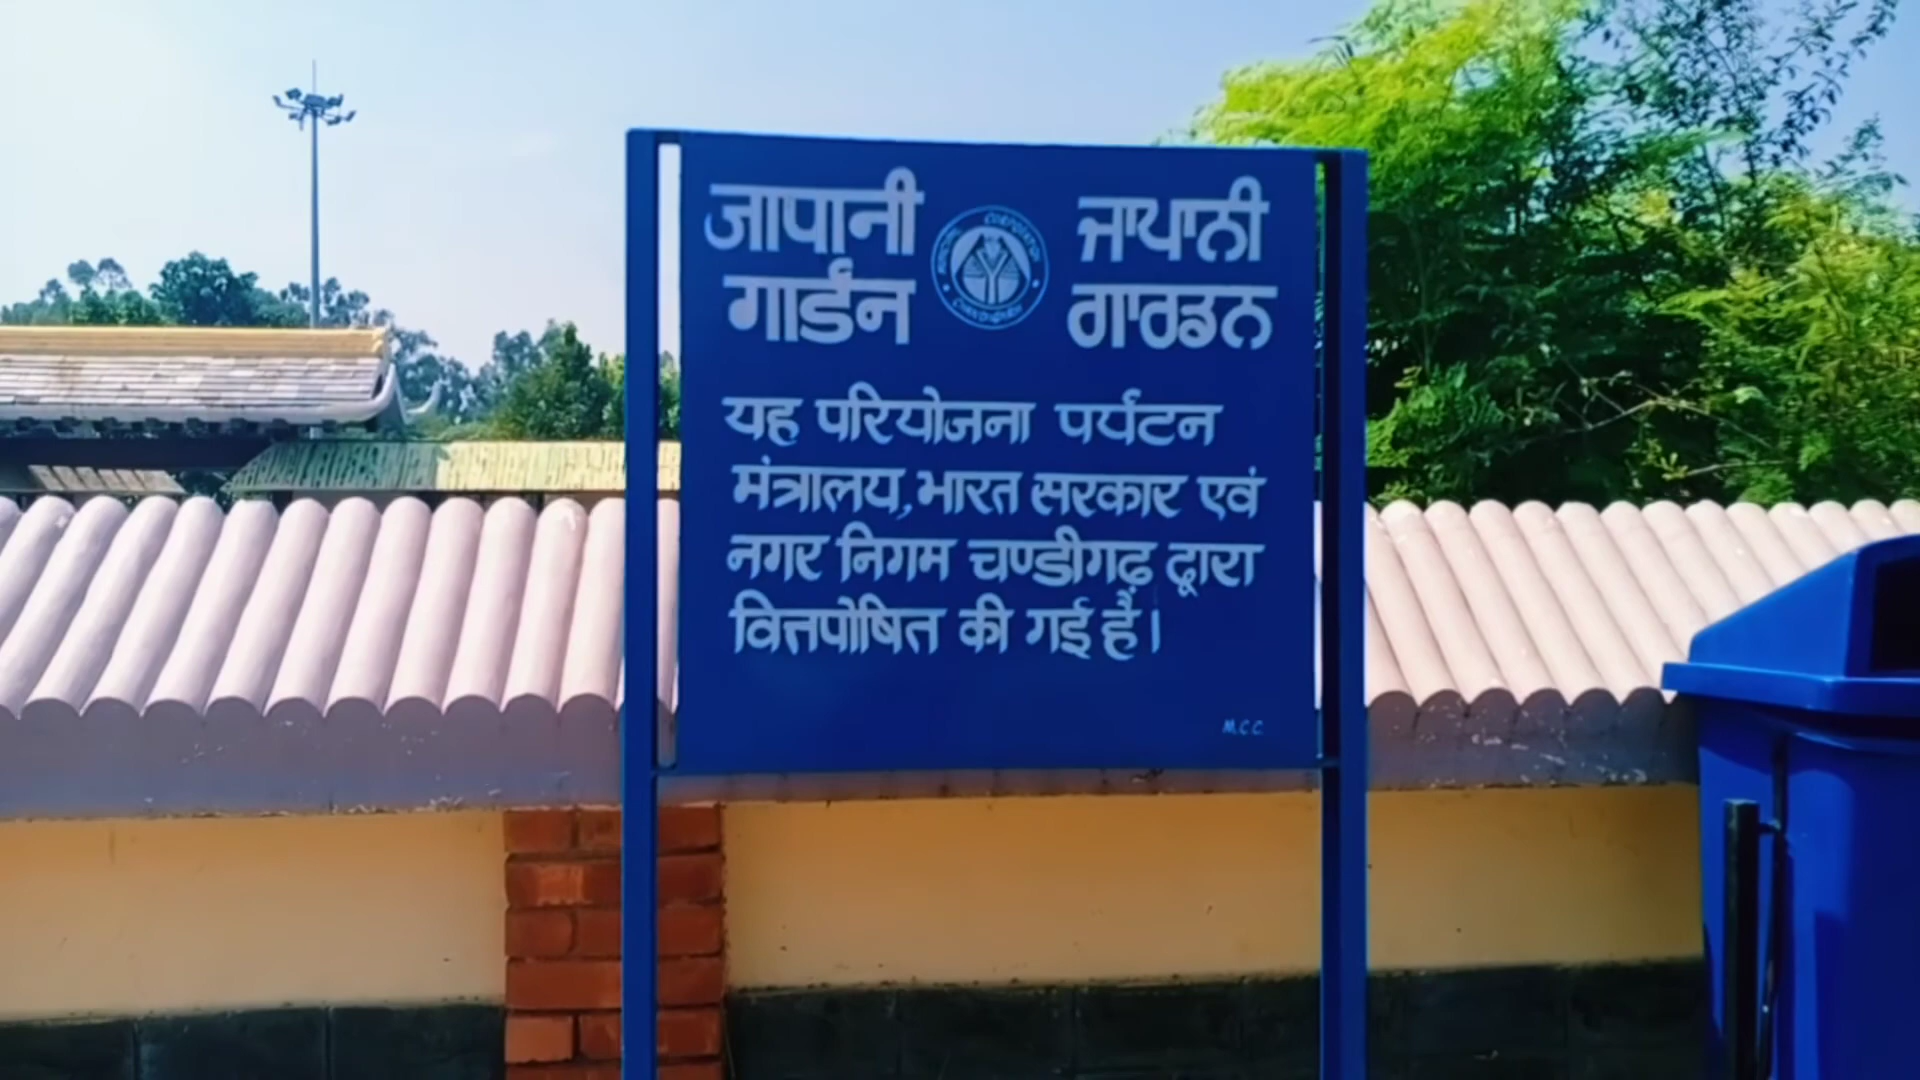 जापानी
गार्डन
ਜਾਪਾਨੀ
ਗਾਰਡਨ
यह परियोजना पर्यटन
मंत्रालय, भारत सरकार एवं
नगर निगम चण्डीगढ़ द्वारा
वित्तपोषित की गई हैं।
M.C.C.